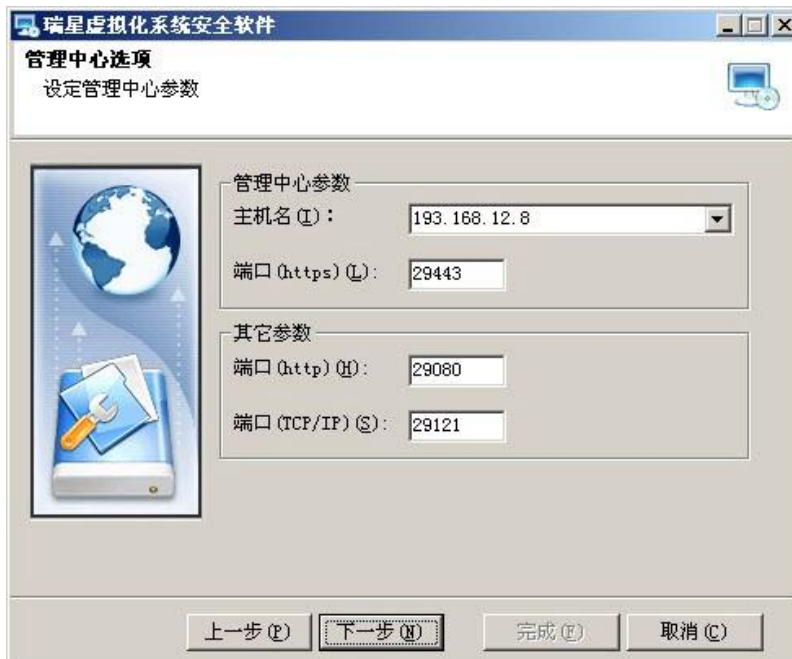 瑞星虚拟化系统安全软件
管理中心选项
设定管理中心参数
管理中心参数
主机名(I)： 193.168.12.8
端口(https)(L): 29443
其它参数
端口(http)(H): 29080
端口(TCP/IP)(S): 29121
上一步(P) 下一步(N) 完成(F) 取消(C)